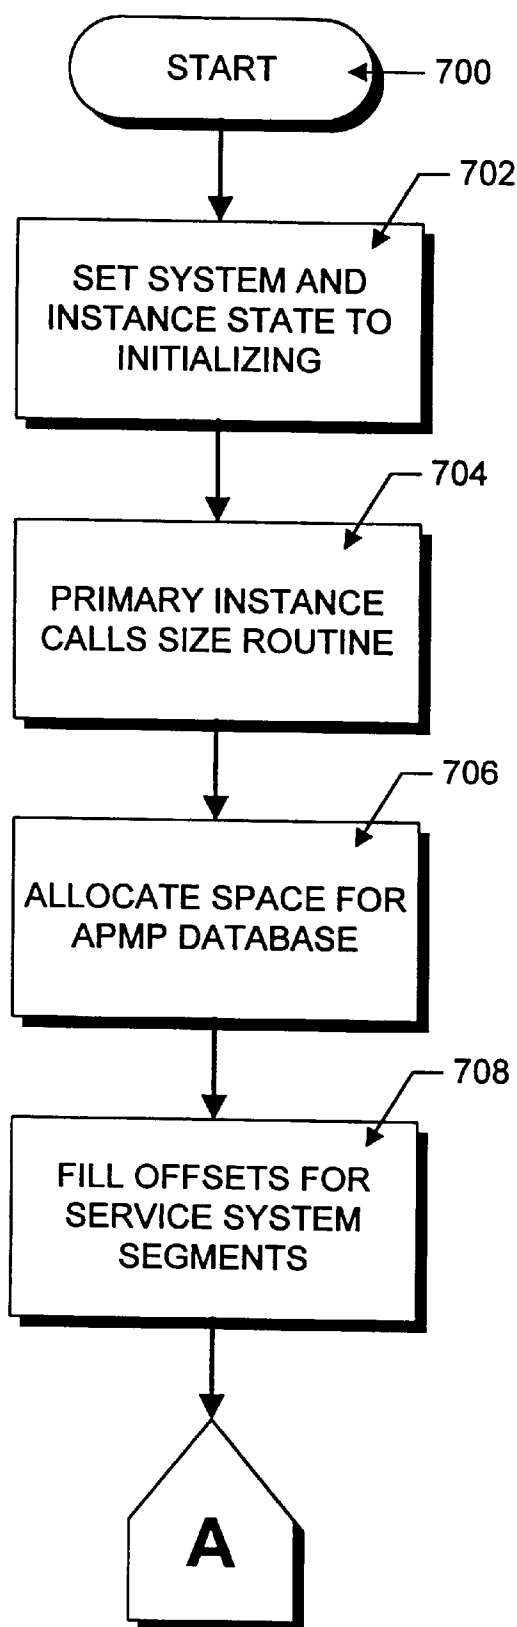 START
700
702
SET SYSTEM AND
INSTANCE STATE TO
INITIALIZING
704
PRIMARY INSTANCE
CALLS SIZE ROUTINE
706
ALLOCATE SPACE FOR
APMP DATABASE
708
FILL OFFSETS FOR
SERVICE SYSTEM
SEGMENTS
A